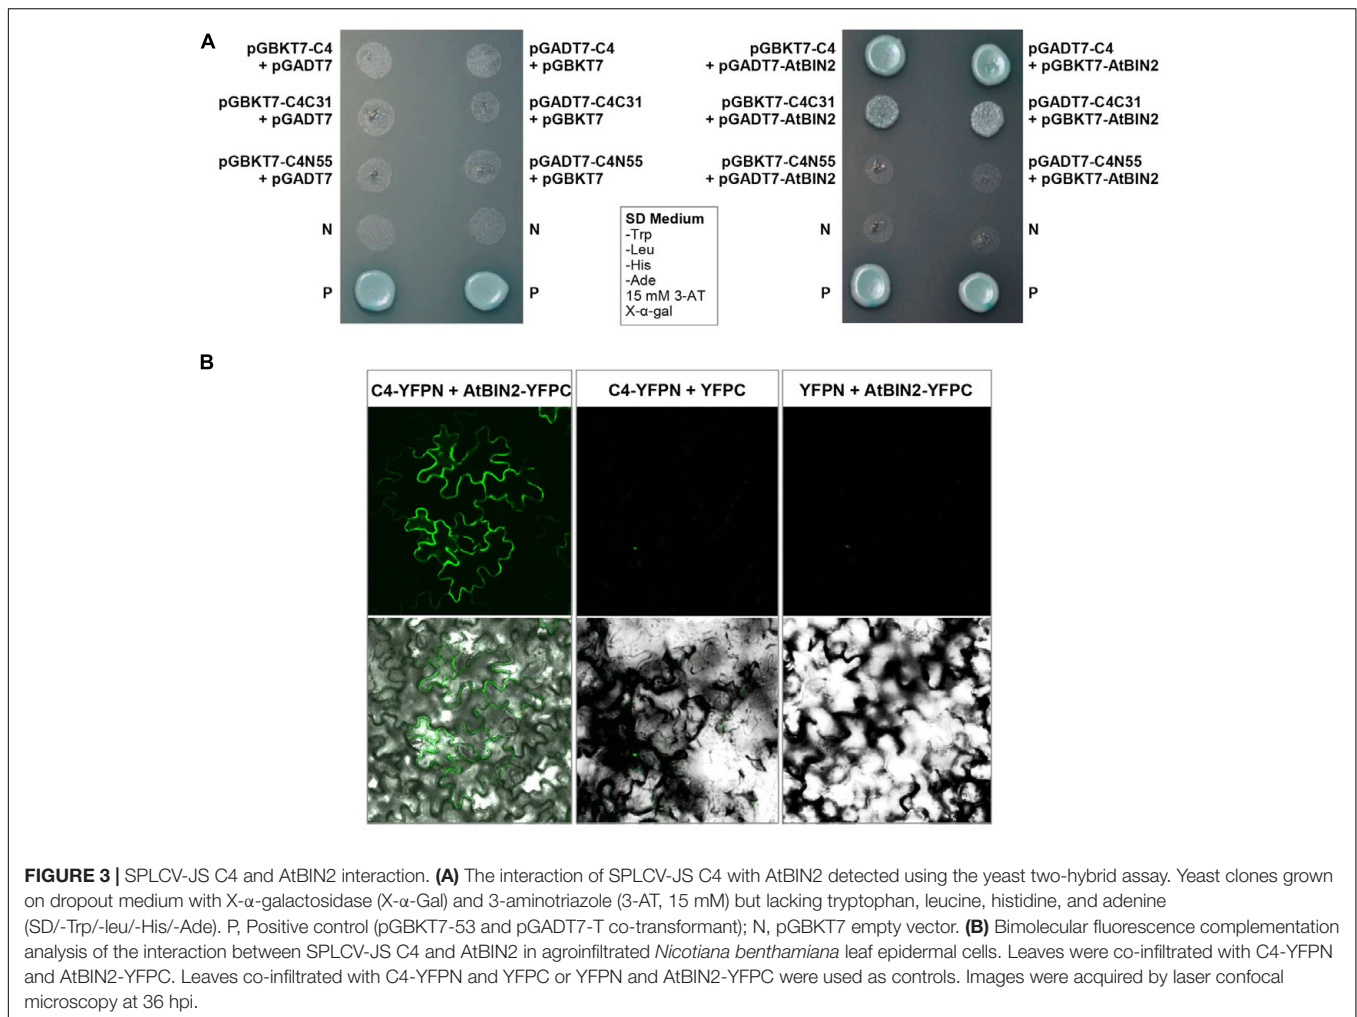 A
pGBKT7-C4
+ pGADT7
pGADT7-C4
+ pGBKT7
pGBKT7-C4C31
+ pGADT7
pGADT7-C4C31
+ pGBKT7
pGBKT7-C4N55
+ pGADT7
pGADT7-C4N55
+ pGBKT7
N
N
P
P
SD Medium
-Trp
-Leu
-His
-Ade
15 mM 3-AT
X-α-gal
pGBKT7-C4
+ pGADT7-AtBIN2
pGADT7-C4
+ pGBKT7-AtBIN2
pGBKT7-C4C31
+ pGADT7-AtBIN2
pGADT7-C4C31
+ pGBKT7-AtBIN2
pGBKT7-C4N55
+ pGADT7-AtBIN2
pGADT7-C4N55
+ pGBKT7-AtBIN2
N
N
P
P
B
C4-YFPN + AtBIN2-YFPC
C4-YFPN + YFPC
YFPN + AtBIN2-YFPC
FIGURE 3 | SPLCV-JS C4 and AtBIN2 interaction. (A) The interaction of SPLCV-JS C4 with AtBIN2 detected using the yeast two-hybrid assay. Yeast clones grown
on dropout medium with X-α-galactosidase (X-α-Gal) and 3-aminotriazole (3-AT, 15 mM) but lacking tryptophan, leucine, histidine, and adenine
(SD/-Trp/-leu/-His/-Ade). P, Positive control (pGBKT7-53 and pGADT7-T co-transformant); N, pGBKT7 empty vector. (B) Bimolecular fluorescence complementation
analysis of the interaction between SPLCV-JS C4 and AtBIN2 in agroinfiltrated Nicotiana benthamiana leaf epidermal cells. Leaves were co-infiltrated with C4-YFPN
and AtBIN2-YFPC. Leaves co-infiltrated with C4-YFPN and YFPC or YFPN and AtBIN2-YFPC were used as controls. Images were acquired by laser confocal
microscopy at 36 hpi.